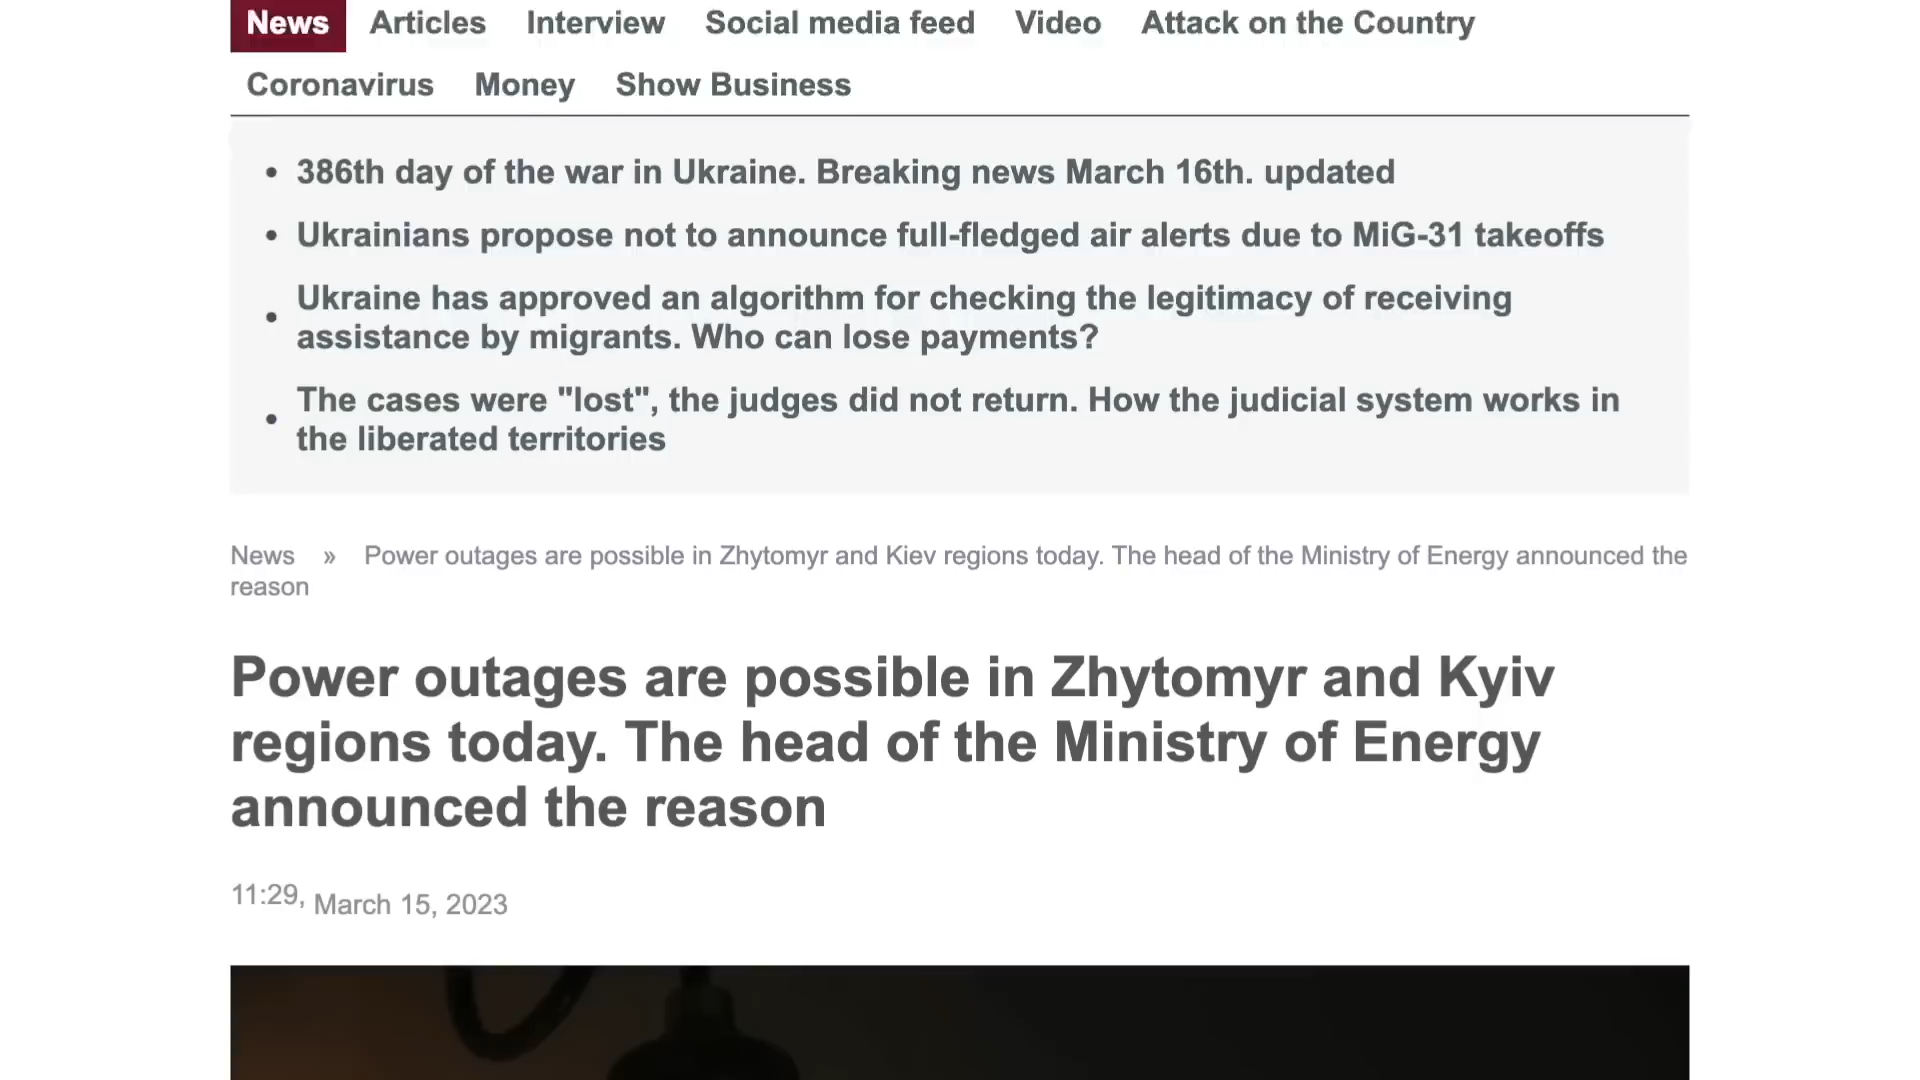 News Articles Interview Social media feed Video Attack on the Country
Coronavirus Money Show Business
• 386th day of the war in Ukraine. Breaking news March 16th. updated
• Ukrainians propose not to announce full-fledged air alerts due to MiG-31 takeoffs
• Ukraine has approved an algorithm for checking the legitimacy of receiving
assistance by migrants. Who can lose payments?
• The cases were "lost", the judges did not return. How the judicial system works in
the liberated territories
News » Power outages are possible in Zhytomyr and Kiev regions today. The head of the Ministry of Energy announced the
reason
Power outages are possible in Zhytomyr and Kyiv
regions today. The head of the Ministry of Energy
announced the reason
11:29, March 15, 2023